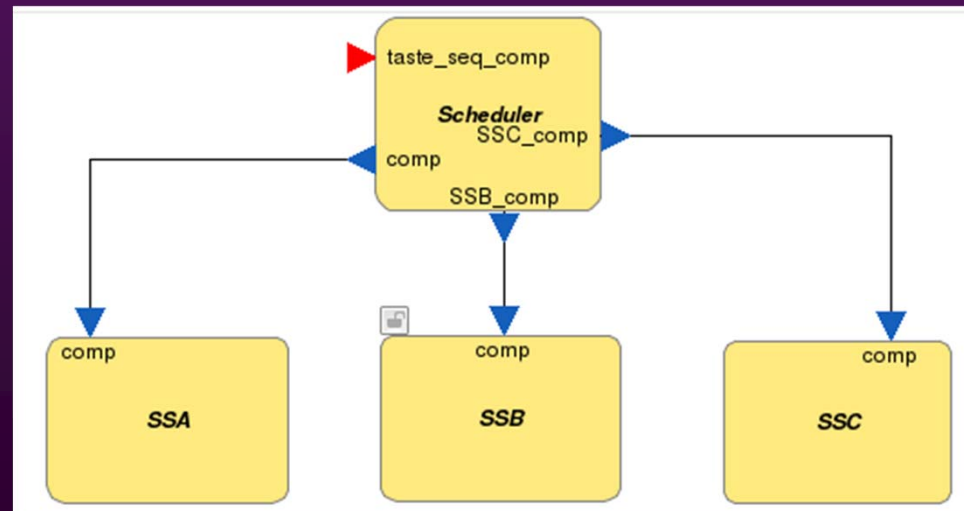 taste_seq_comp
Scheduler
SSC_comp
comp
SSB_comp
comp
SSA
comp
SSB
comp
SSC